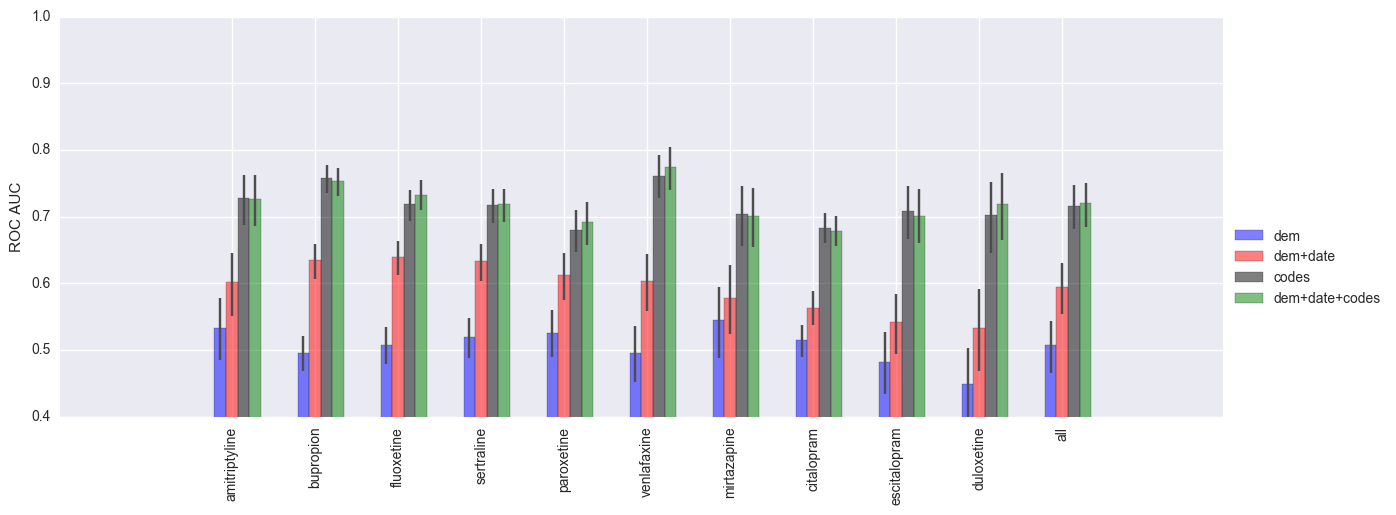 1.0
0.9
0.8
0.7
0.6
0.5
0.4
ROC AUC
amitriptyline
bupropion
fluoxetine
sertraline
paroxetine
venlafaxine
mirtazapine
citalopram
escitalopram
duloxetine
all
dem
dem+date
codes
dem+date+codes